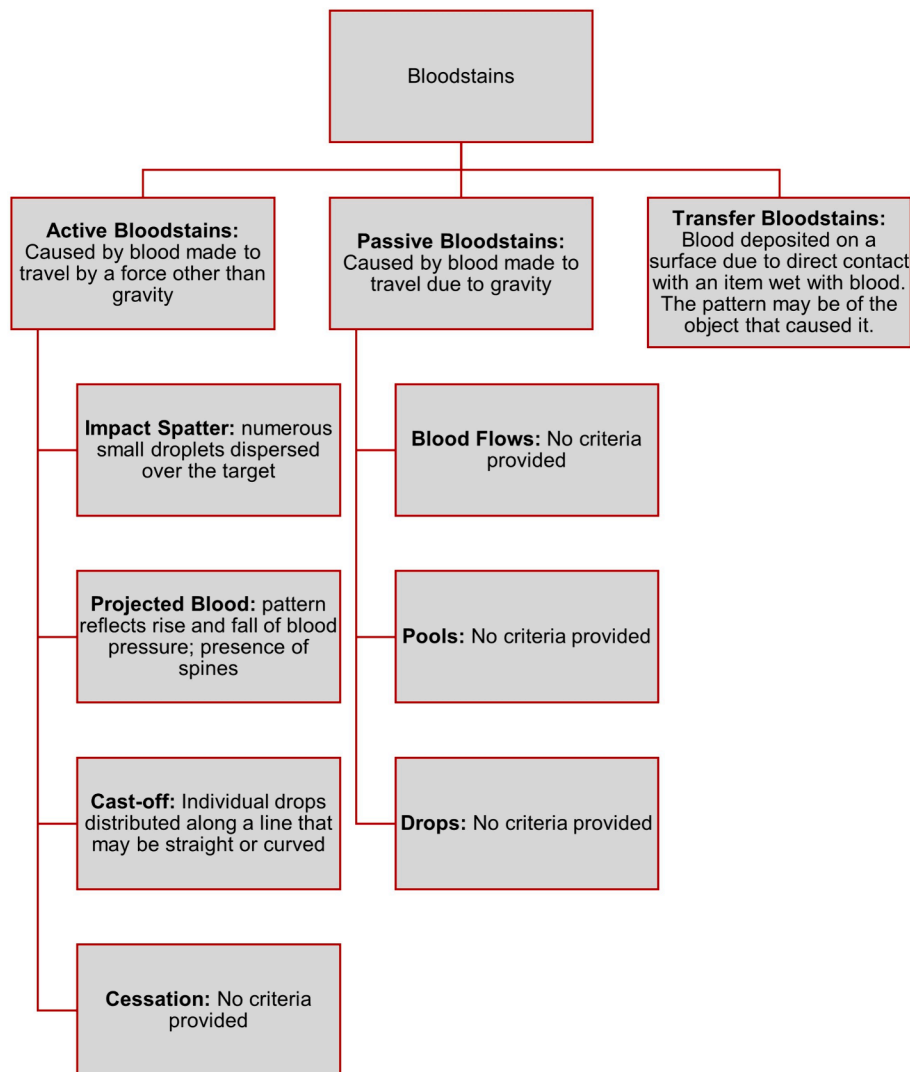 Bloodstains
Active Bloodstains:
Caused by blood made to
travel by a force other than
gravity
Passive Bloodstains:
Caused by blood made to
travel due to gravity
Transfer Bloodstains:
Blood deposited on a
surface due to direct contact
with an item wet with blood.
The pattern may be of the
object that caused it.
Impact Spatter: numerous
small droplets dispersed
over the target
Projected Blood: pattern
reflects rise and fall of blood
pressure; presence of
spines
Cast-off: Individual drops
distributed along a line that
may be straight or curved
Cessation: No criteria
provided
Blood Flows: No criteria
provided
Pools: No criteria provided
Drops: No criteria provided